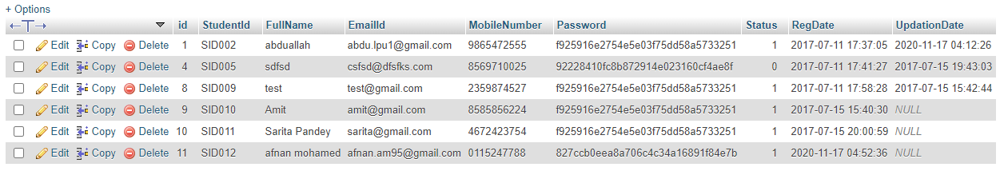 + Options
id StudentId FullName EmailId MobileNumber Password Status RegDate UpdationDate
Edit Copy Delete 1 SID002 abduallah abdu.lpu1@gmail.com 9865472555 f925916e2754e5e03f75dd58a5733251 1 2017-07-11 17:37:05 2020-11-17 04:12:26
Edit Copy Delete 4 SID005 sdfsd csfsd@dfsfks.com 8569710025 92228410fc8b872914e023160cf4ae8f 0 2017-07-11 17:41:27 2017-07-15 19:43:03
Edit Copy Delete 8 SID009 test test@gmail.com 2359874527 f925916e2754e5e03f75dd58a5733251 1 2017-07-11 17:58:28 2017-07-15 15:42:44
Edit Copy Delete 9 SID010 Amit amit@gmail.com 8585856224 f925916e2754e5e03f75dd58a5733251 1 2017-07-15 15:40:30 NULL
Edit Copy Delete 10 SID011 Sarita Pandey sarita@gmail.com 4672423754 f925916e2754e5e03f75dd58a5733251 1 2017-07-15 20:00:59 NULL
Edit Copy Delete 11 SID012 afnan mohamed afnan.am95@gmail.com 0115247788 827ccb0eea8a706c4c34a16891f84e7b 1 2020-11-17 04:52:36 NULL